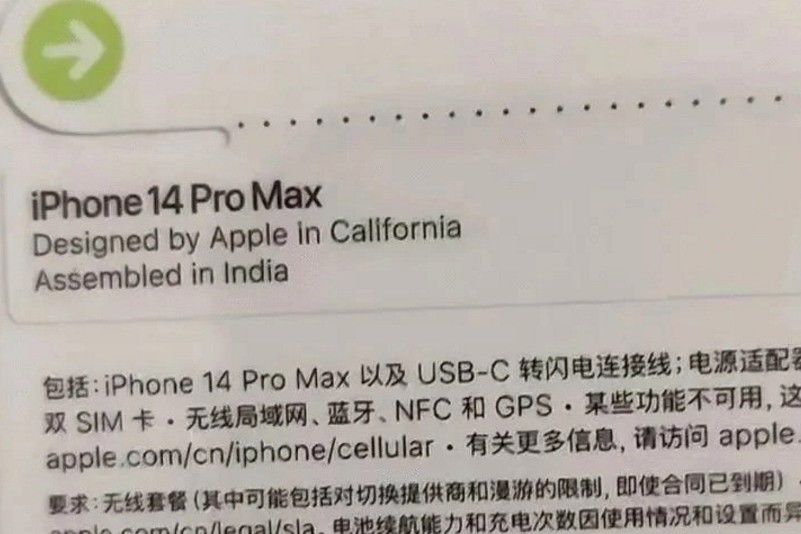 iPhone 14 Pro Max
Designed by Apple in California
Assembled in India
包括：iPhone 14 Pro Max 以及 USB-C 转闪电连接线；电源适配器
双 SIM 卡・无线局域网、蓝牙、NFC 和 GPS・某些功能不可用，这
apple.com/cn/iphone/cellular・有关更多信息，请访问 apple.
要求：无线套餐（其中可能包括对切换提供商和漫游的限制，即使合同已到期）・
apple.com/cn/legal/sla。电池续航能力和充电次数因使用情况和设置而异